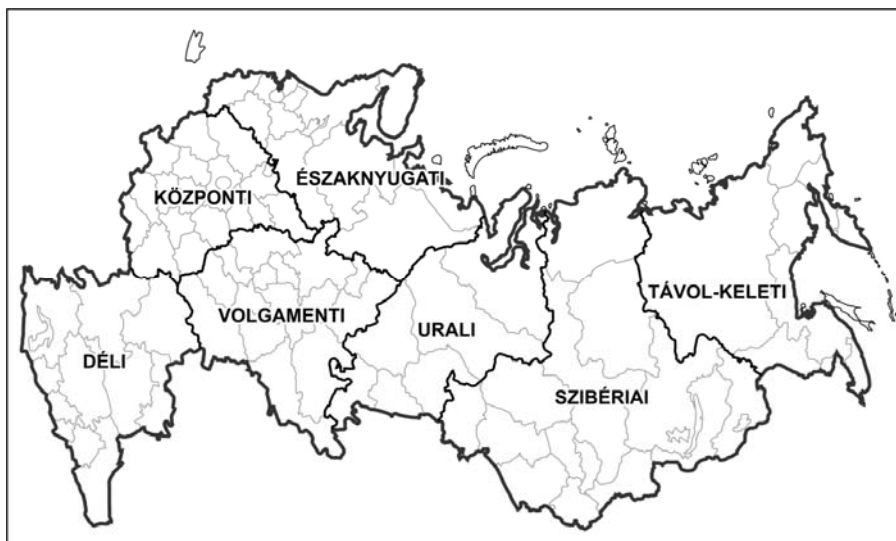 ÉSZAKNYUGATI
KÖZPONTI
TÁVOL-KELETI
VOLGAMENTI
URALI
DÉLI
SZIBÉRIAI